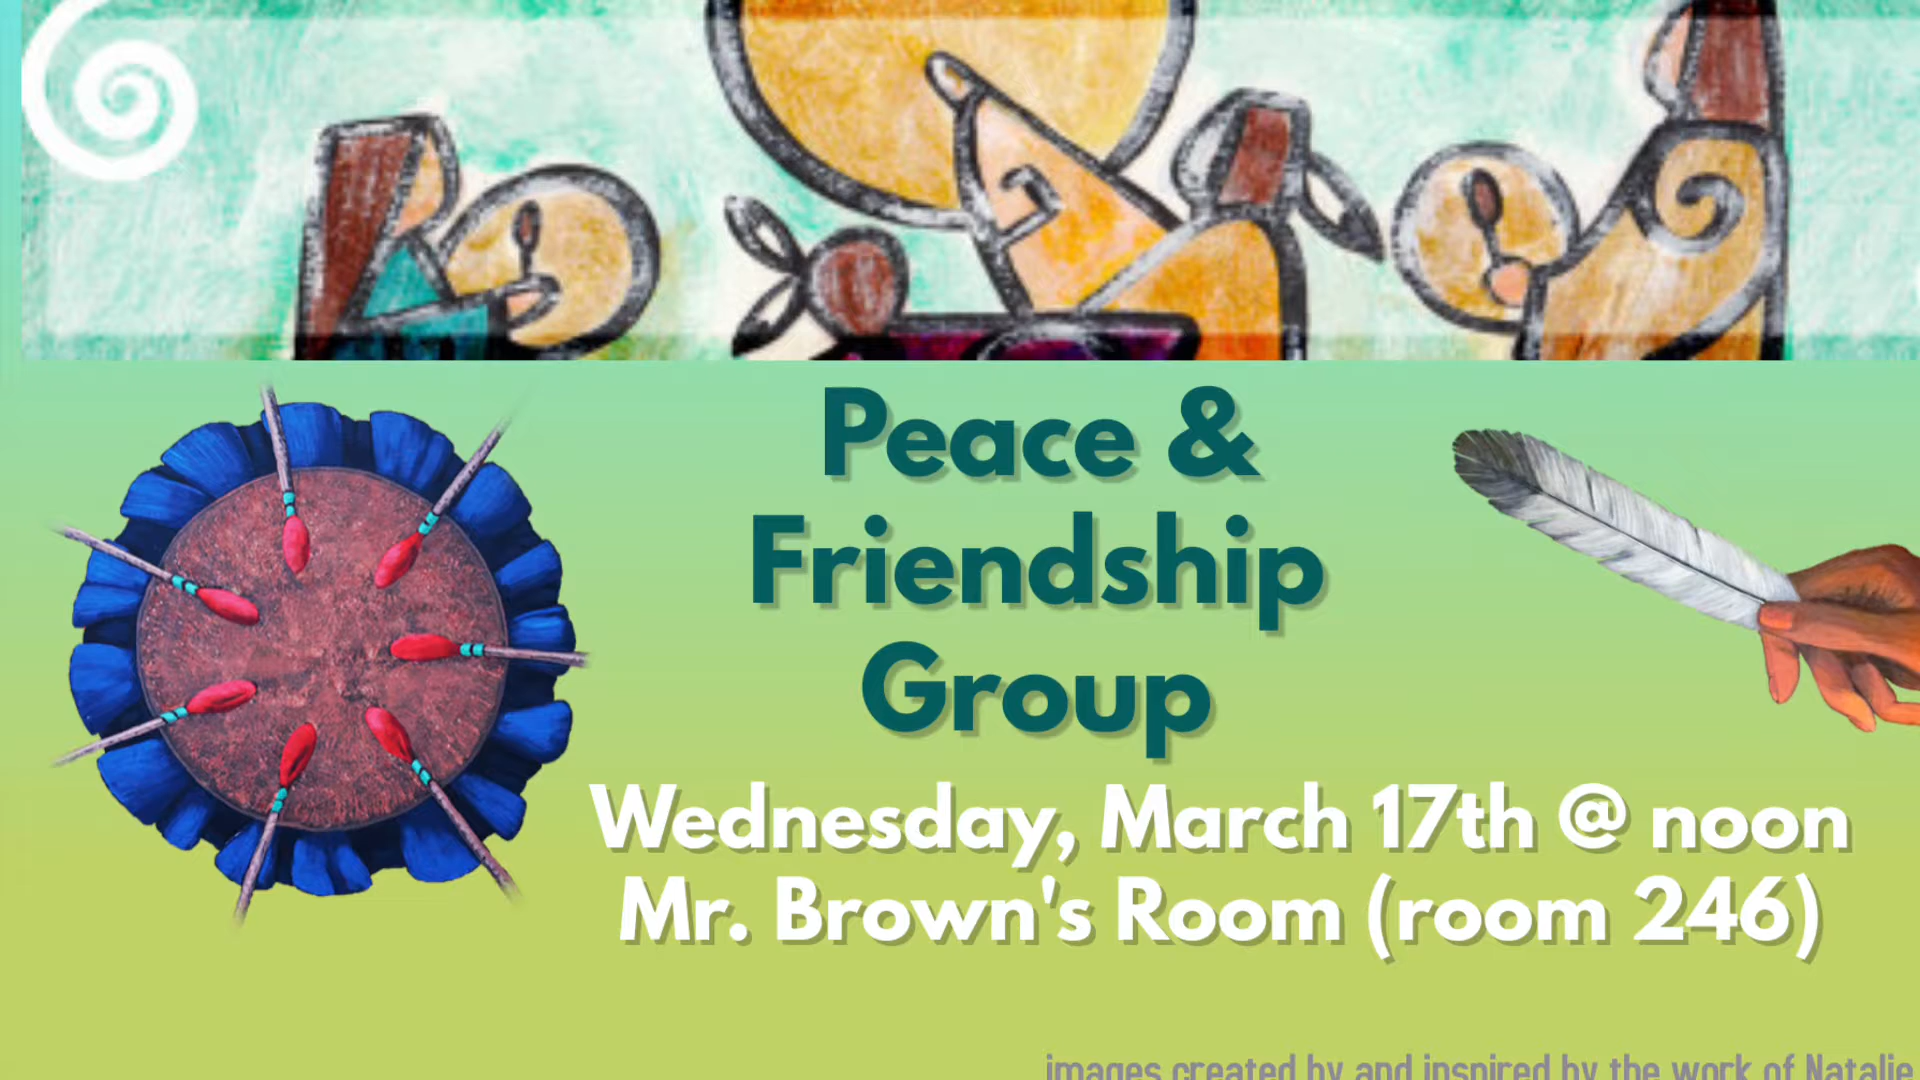 Peace &
Friendship
Group
Wednesday, March 17th @ noon
Mr. Brown's Room (room 246)
images created by and inspired by the work of Natalie